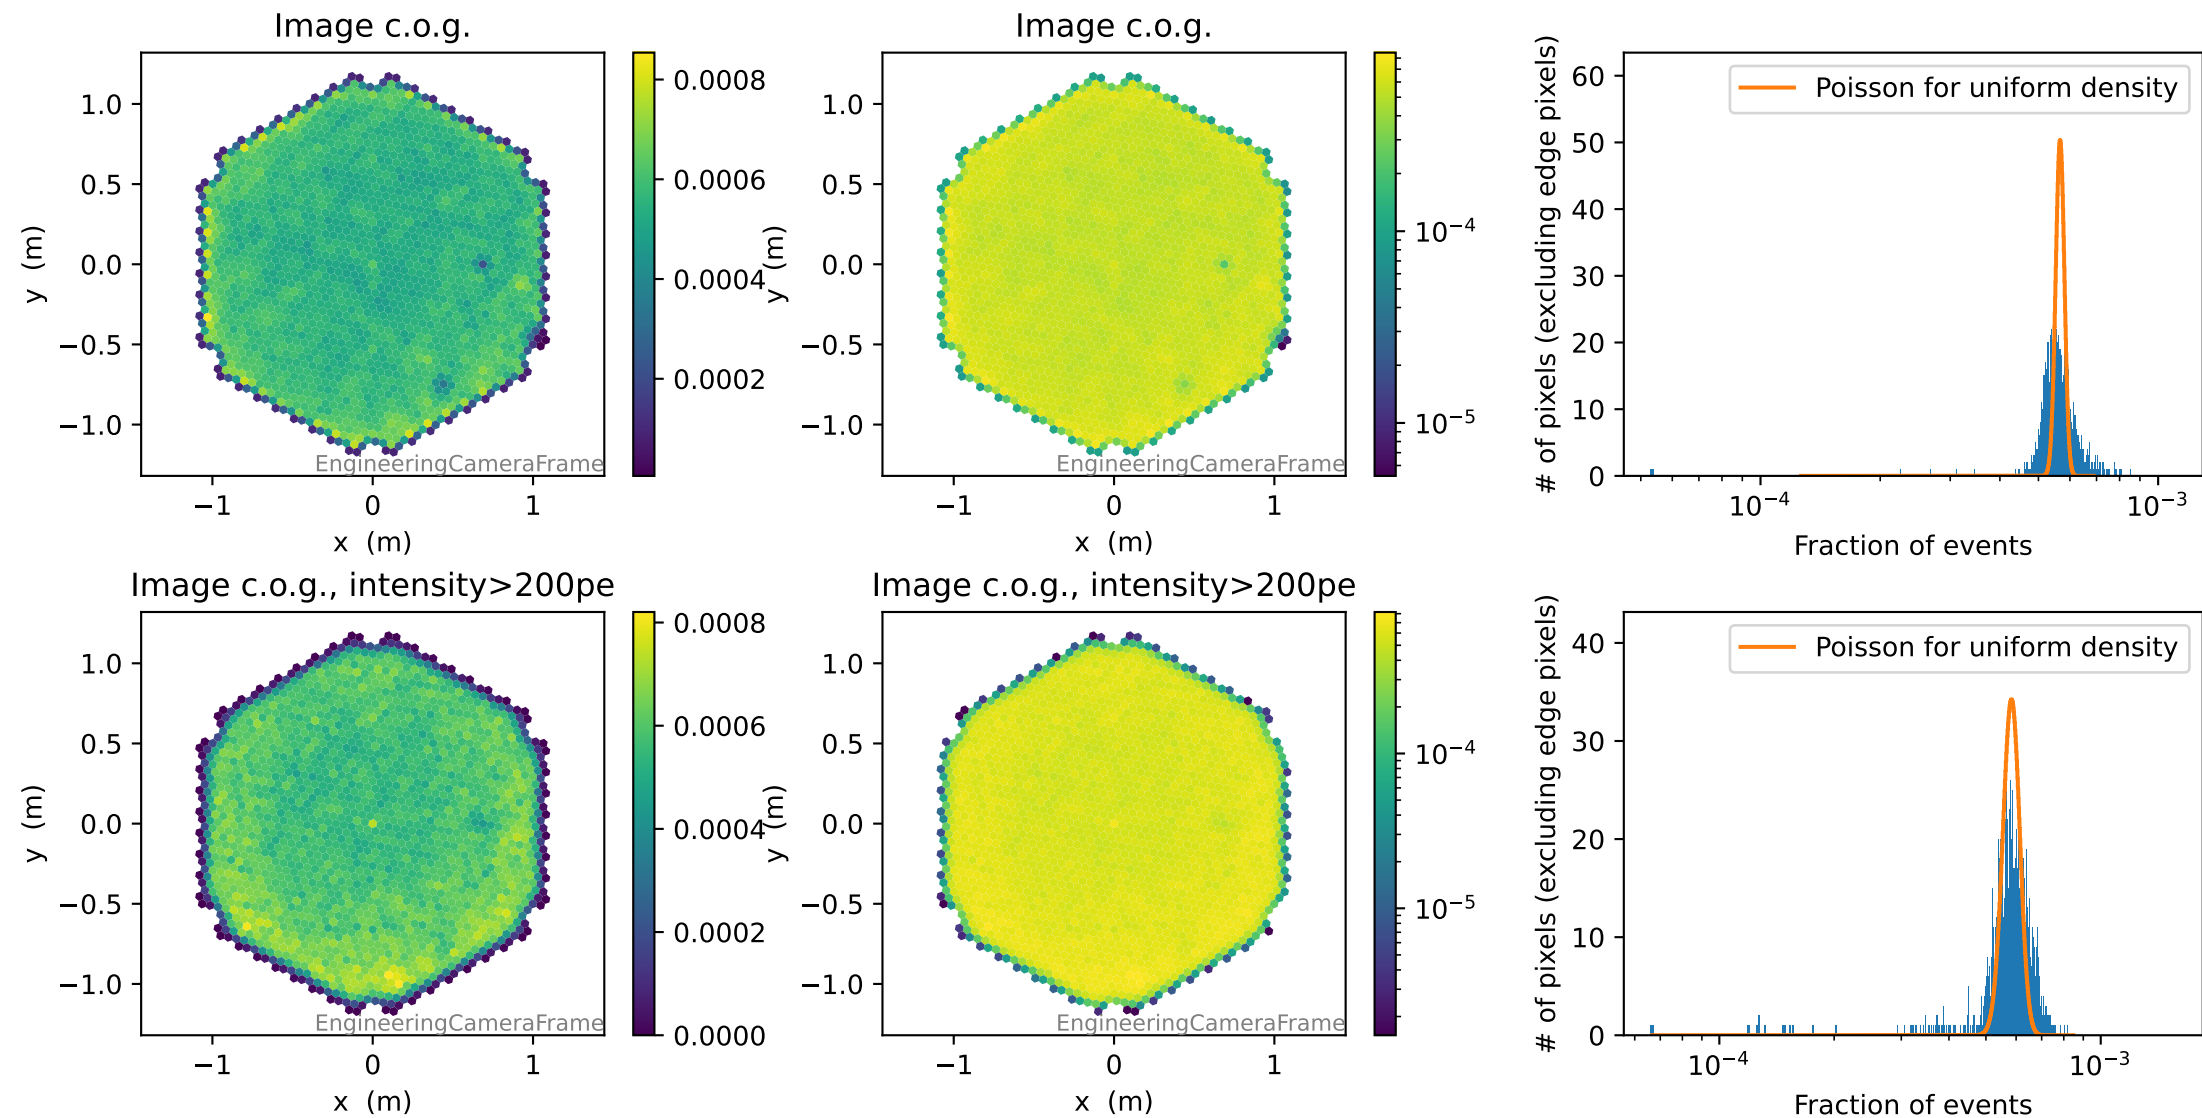 Image c.o.g.
1.0
0.5
0.0
−0.5
−1.0
y (m)
−1
0
1
x (m)
EngineeringCameraFrame
0.0008
0.0006
0.0004
0.0002
Image c.o.g.
1.0
0.5
0.0
−0.5
−1.0
y (m)
−1
0
1
x (m)
EngineeringCameraFrame
10⁻⁴
10⁻⁵
# of pixels (excluding edge pixels)
60
50
40
30
20
10
0
Poisson for uniform density
10⁻⁴
10⁻³
Fraction of events
Image c.o.g., intensity>200pe
1.0
0.5
0.0
−0.5
−1.0
y (m)
−1
0
1
x (m)
EngineeringCameraFrame
0.0008
0.0006
0.0004
0.0002
0.0000
Image c.o.g., intensity>200pe
1.0
0.5
0.0
−0.5
−1.0
y (m)
−1
0
1
x (m)
EngineeringCameraFrame
10⁻⁴
10⁻⁵
# of pixels (excluding edge pixels)
40
30
20
10
0
Poisson for uniform density
10⁻⁴
10⁻³
Fraction of events